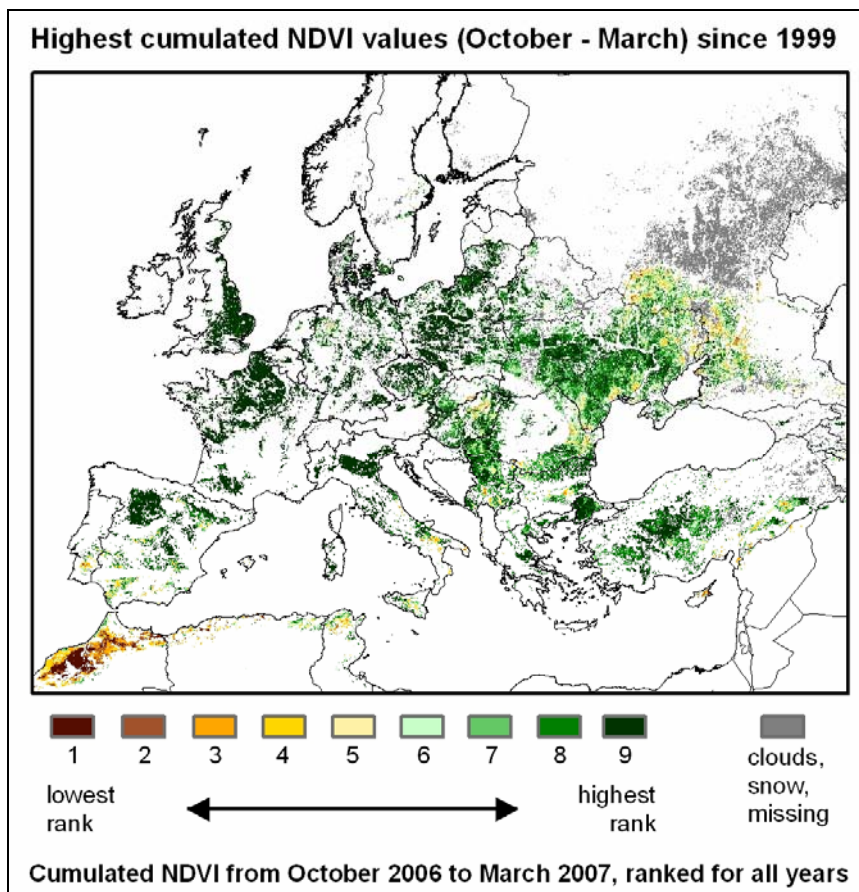 Highest cumulated NDVI values (October - March) since 1999
1 2 3 4 5 6 7 8 9
clouds,
snow,
missing
lowest
rank
highest
rank
Cumulated NDVI from October 2006 to March 2007, ranked for all years